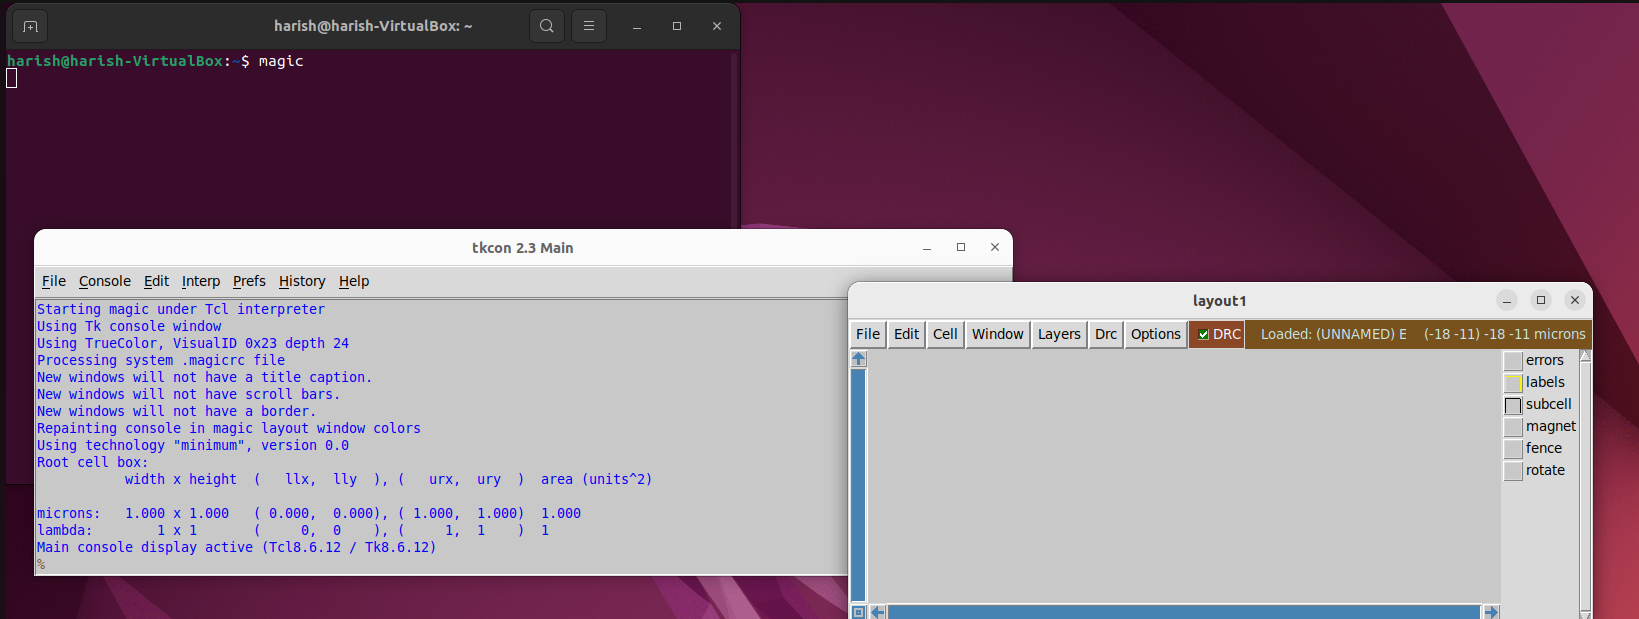 harish@harish-VirtualBox: ~
harish@harish-VirtualBox:~$ magic
tkcon 2.3 Main
File Console Edit Interp Prefs History Help
Starting magic under Tcl interpreter
Using Tk console window
Using TrueColor, VisualID 0x23 depth 24
Processing system .magicrc file
New windows will not have a title caption.
New windows will not have scroll bars.
New windows will not have a border.
Repainting console in magic layout window colors
Using technology "minimum", version 0.0
Root cell box:
width x height ( llx, lly ), ( urx, ury ) area (units^2)
microns: 1.000 x 1.000 ( 0.000, 0.000), ( 1.000, 1.000) 1.000
lambda: 1 x 1 ( 0, 0 ), ( 1, 1 ) 1
Main console display active (Tcl8.6.12 / Tk8.6.12)
%
layout1
File Edit Cell Window Layers Drc Options DRC Loaded: (UNNAMED) E (-18 -11) -18 -11 microns
errors
labels
subcell
magnet
fence
rotate